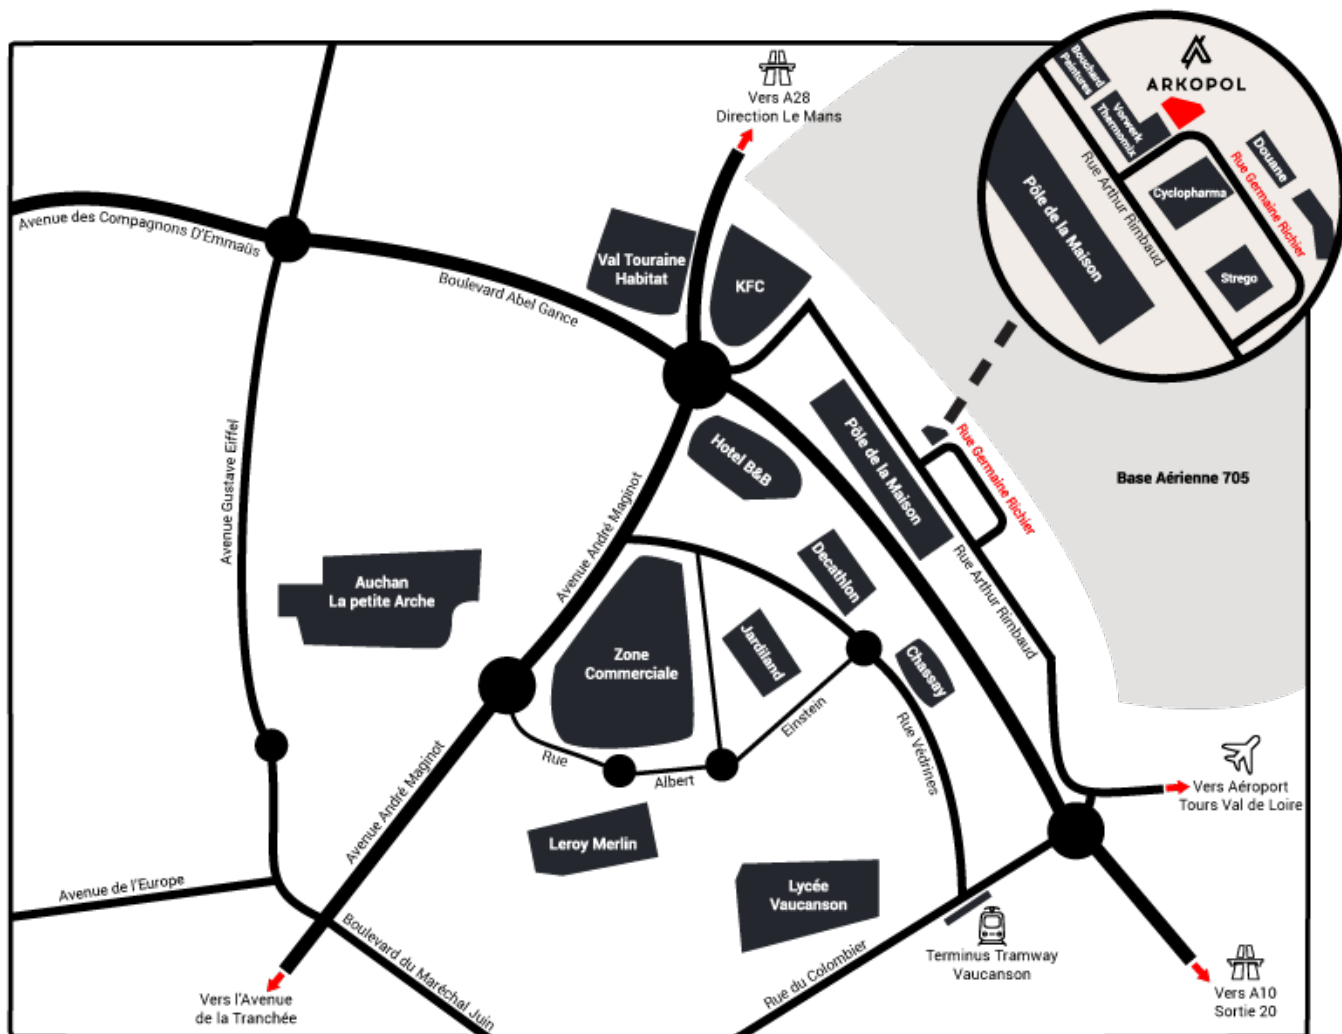 Vers A28
Direction Le Mans
ARKOPOL
Bouchard
Peintures
Vorwerk
Thermomix
Douane
Rue Germaine Richier
Cyclopharma
Rue Arthur Rimbaud
Pôle de la Maison
Strego
Avenue des Compagnons D'Emmaüs
Boulevard Abel Gance
Val Touraine
Habitat
KFC
Hotel B&B
Pôle de la Maison
Rue Germaine Richier
Base Aérienne 705
Avenue Gustave Eiffel
Avenue André Maginot
Decathlon
Rue Arthur Rimbaud
Auchan
La petite Arche
Zone
Commerciale
Jardiland
Chassay
Rue
Albert
Einstein
Rue Védrines
Avenue André Maginot
Vers Aéroport
Tours Val de Loire
Leroy Merlin
Lycée
Vaucanson
Avenue de l'Europe
Boulevard du Maréchal Juin
Rue du Colombier
Terminus Tramway
Vaucanson
Vers l'Avenue
de la Tranchée
Vers A10
Sortie 20